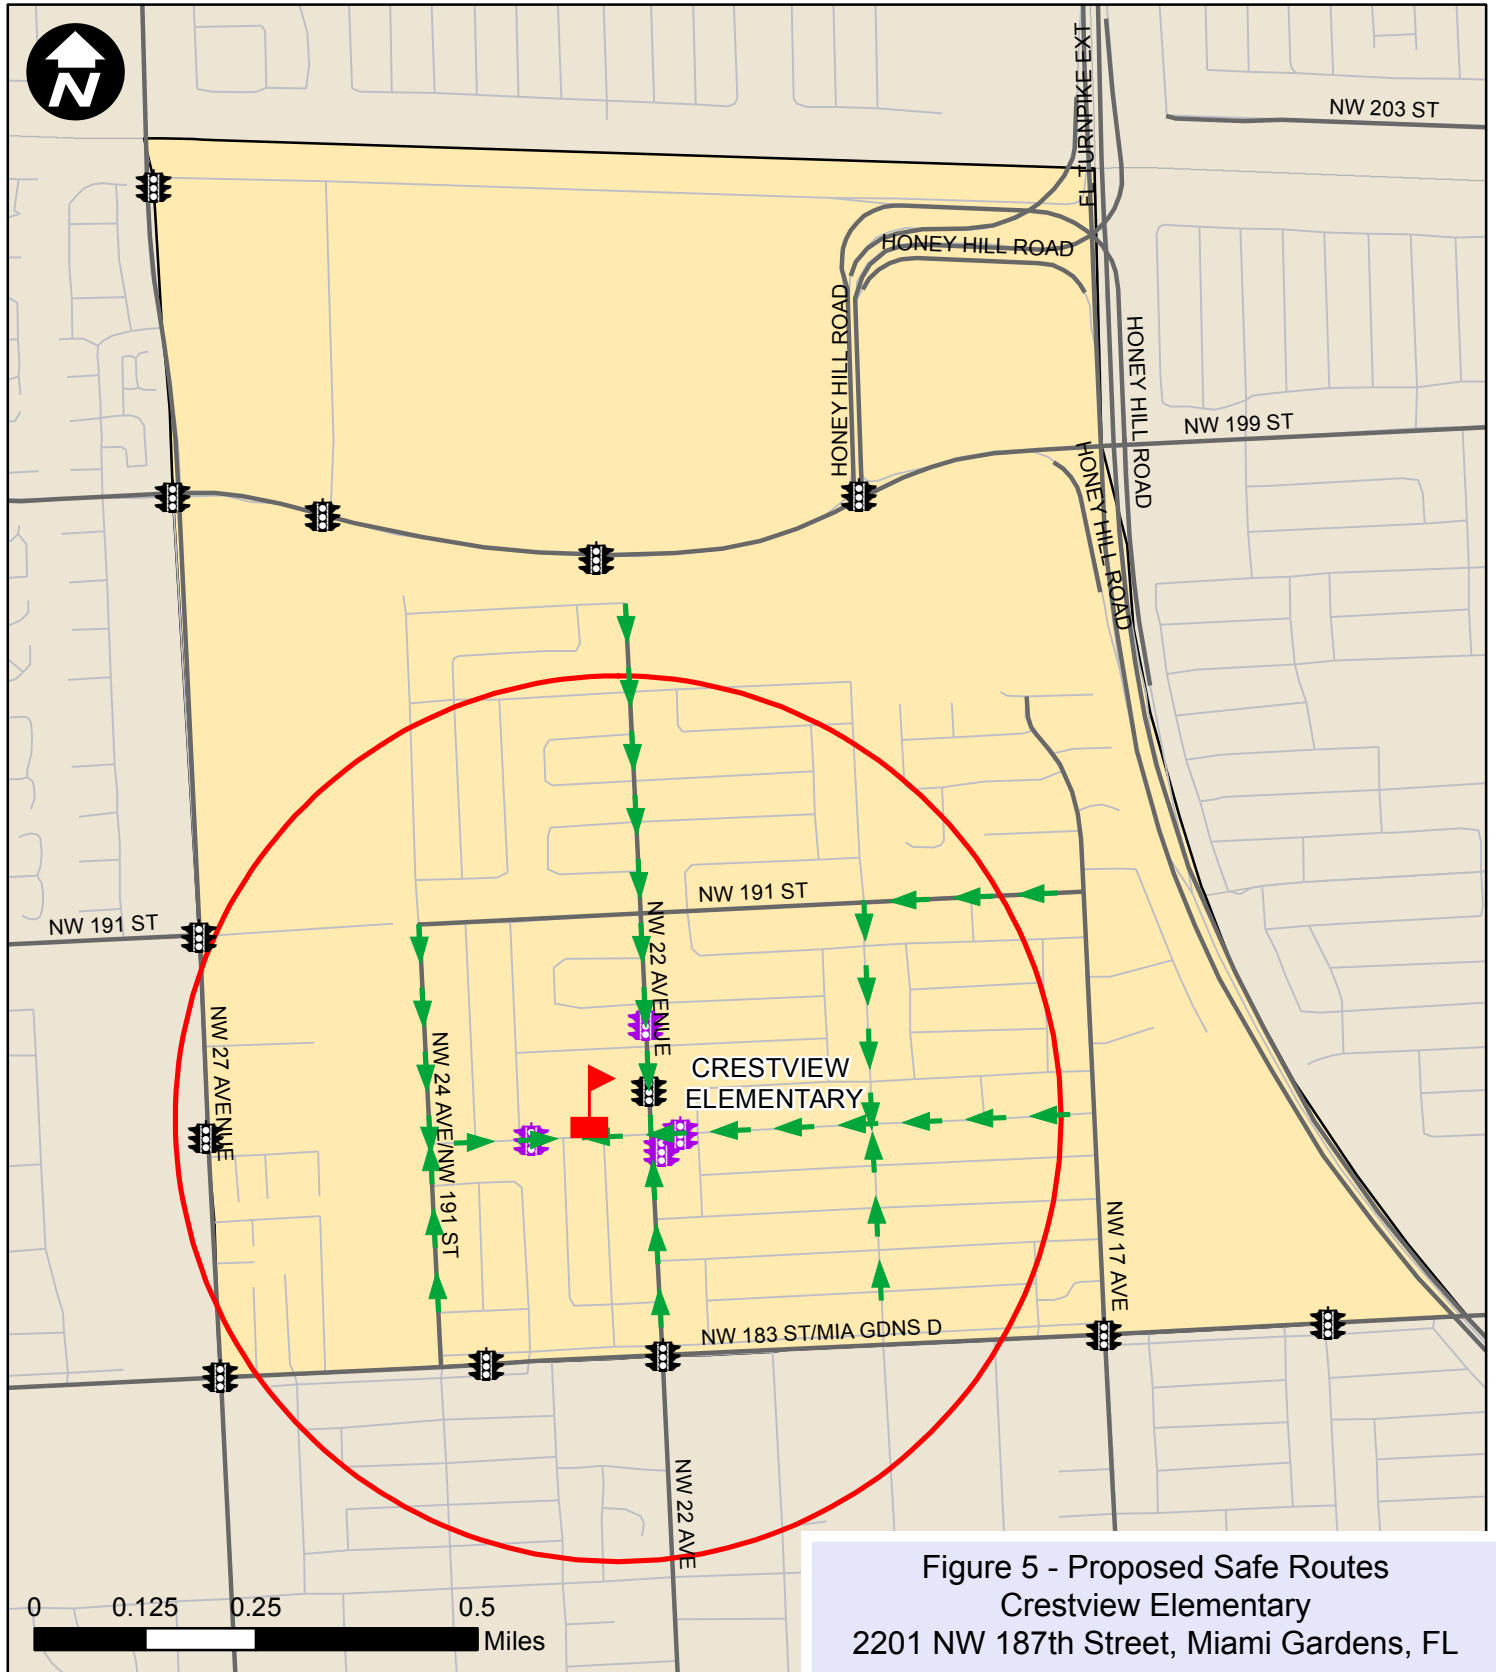 N
FL TURNPIKE EXT
NW 203 ST
HONEY HILL ROAD
HONEY HILL ROAD
HONEY HILL ROAD
NW 199 ST
HONEY HILL ROAD
NW 191 ST
NW 191 ST
NW 22 AVENUE
NW 27 AVENUE
NW 24 AVE/NW 191 ST
CRESTVIEW
ELEMENTARY
NW 17 AVE
NW 183 ST/MIA GDNS D
NW 22 AVE
0 0.125 0.25 0.5
Miles
Figure 5 - Proposed Safe Routes
Crestview Elementary
2201 NW 187th Street, Miami Gardens, FL